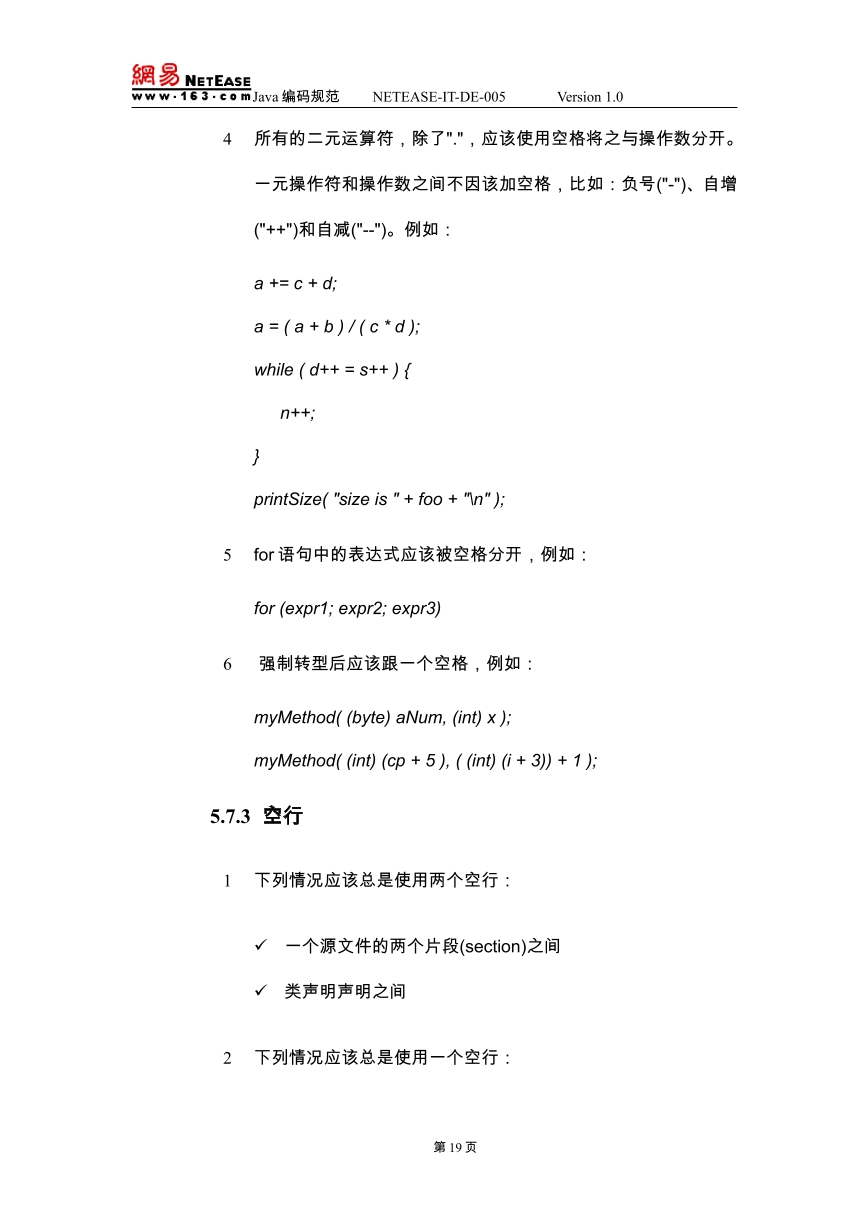 網易 NETEASE
www.163.com Java 编码规范 NETEASE-IT-DE-005 Version 1.0
4 所有的二元运算符，除了"."，应该使用空格将之与操作数分开。
一元操作符和操作数之间不因该加空格，比如：负号("-")、自增
("++")和自减("--")。例如：
a += c + d;
a = ( a + b ) / ( c * d );
while ( d++ = s++ ) {
n++;
}
printSize( "size is " + foo + "\n" );
5 for 语句中的表达式应该被空格分开，例如：
for (expr1; expr2; expr3)
6 强制转型后应该跟一个空格，例如：
myMethod( (byte) aNum, (int) x );
myMethod( (int) (cp + 5 ), ( (int) (i + 3)) + 1 );
5.7.3 空行
1 下列情况应该总是使用两个空行：
✓ 一个源文件的两个片段(section)之间
✓ 类声明声明之间
2 下列情况应该总是使用一个空行：
第 19 页